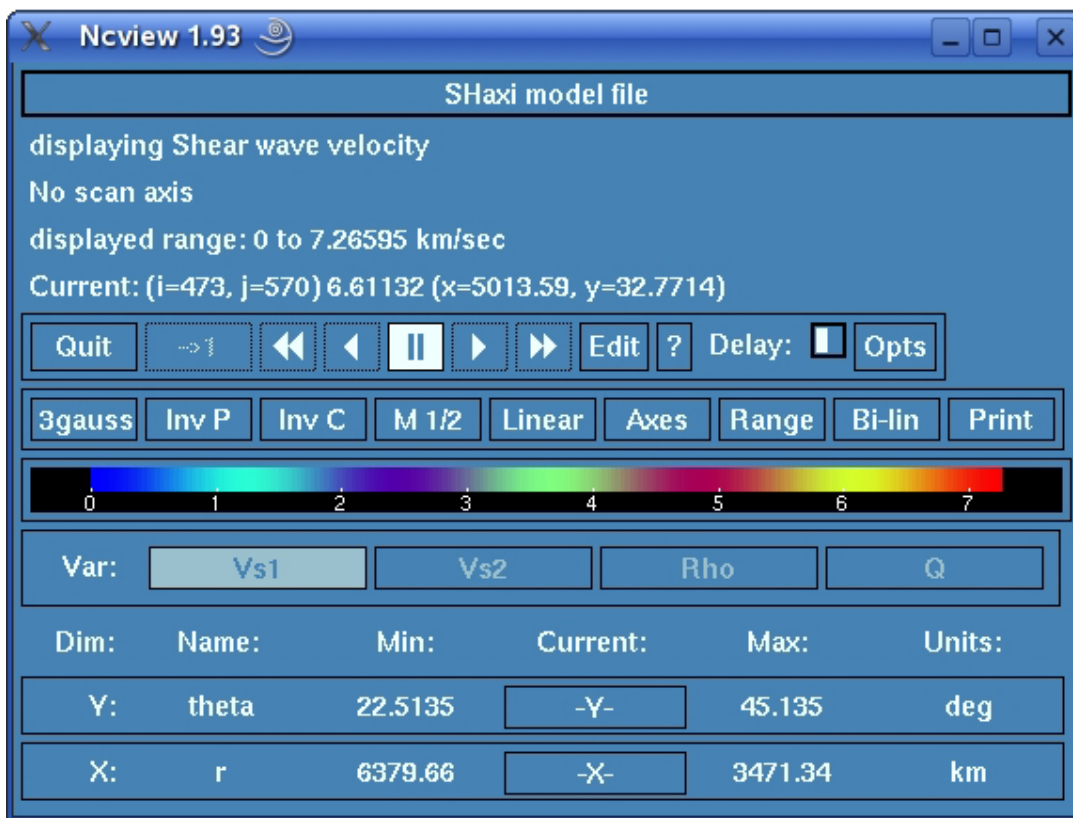 Ncview 1.93
SHaxi model file
displaying Shear wave velocity
No scan axis
displayed range: 0 to 7.26595 km/sec
Current: (i=473, j=570) 6.61132 (x=5013.59, y=32.7714)
Quit -->1 Edit ? Delay: Opts
3gauss Inv P Inv C M 1/2 Linear Axes Range Bi-lin Print
0 1 2 3 4 5 6 7
Var: Vs1 Vs2 Rho Q
Dim: Name: Min: Current: Max: Units:
Y: theta 22.5135 -Y- 45.135 deg
X: r 6379.66 -X- 3471.34 km